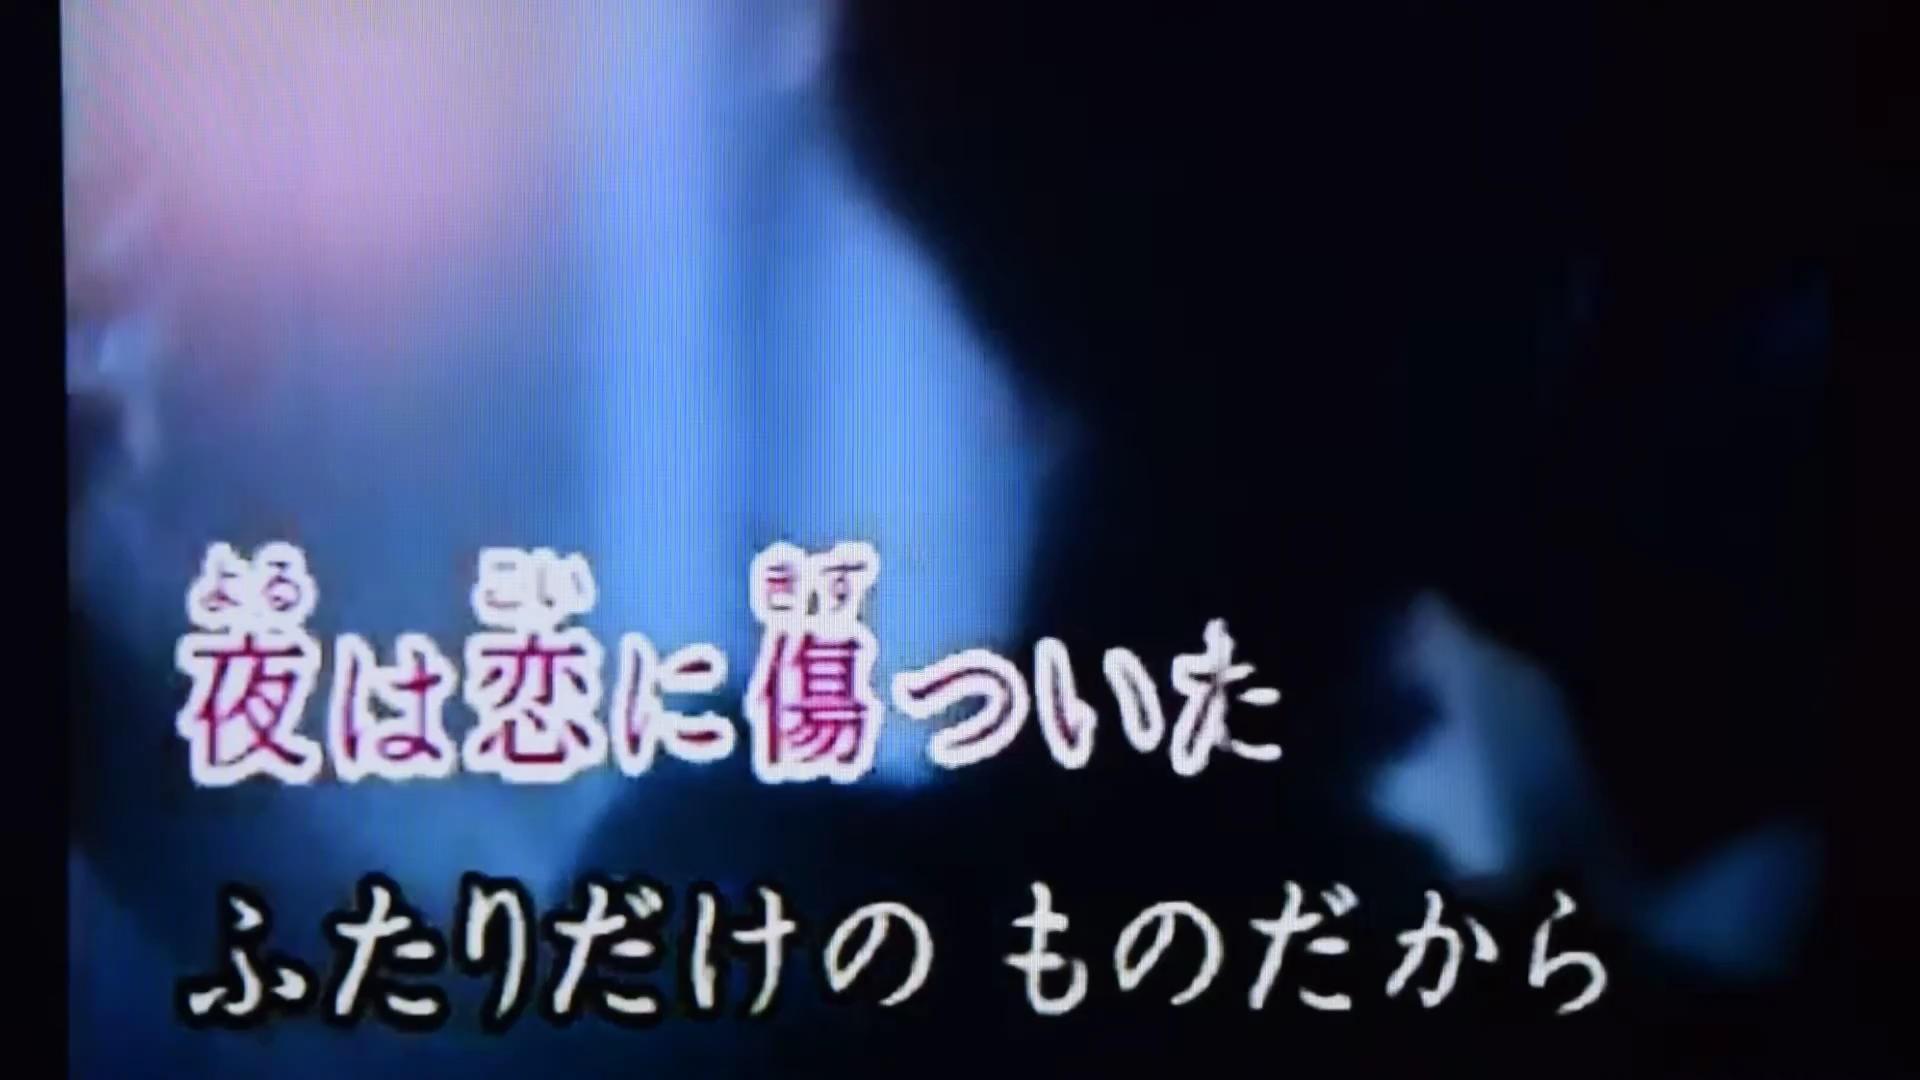 よる こい きず
夜は恋に傷ついた
ふたりだけの ものだから